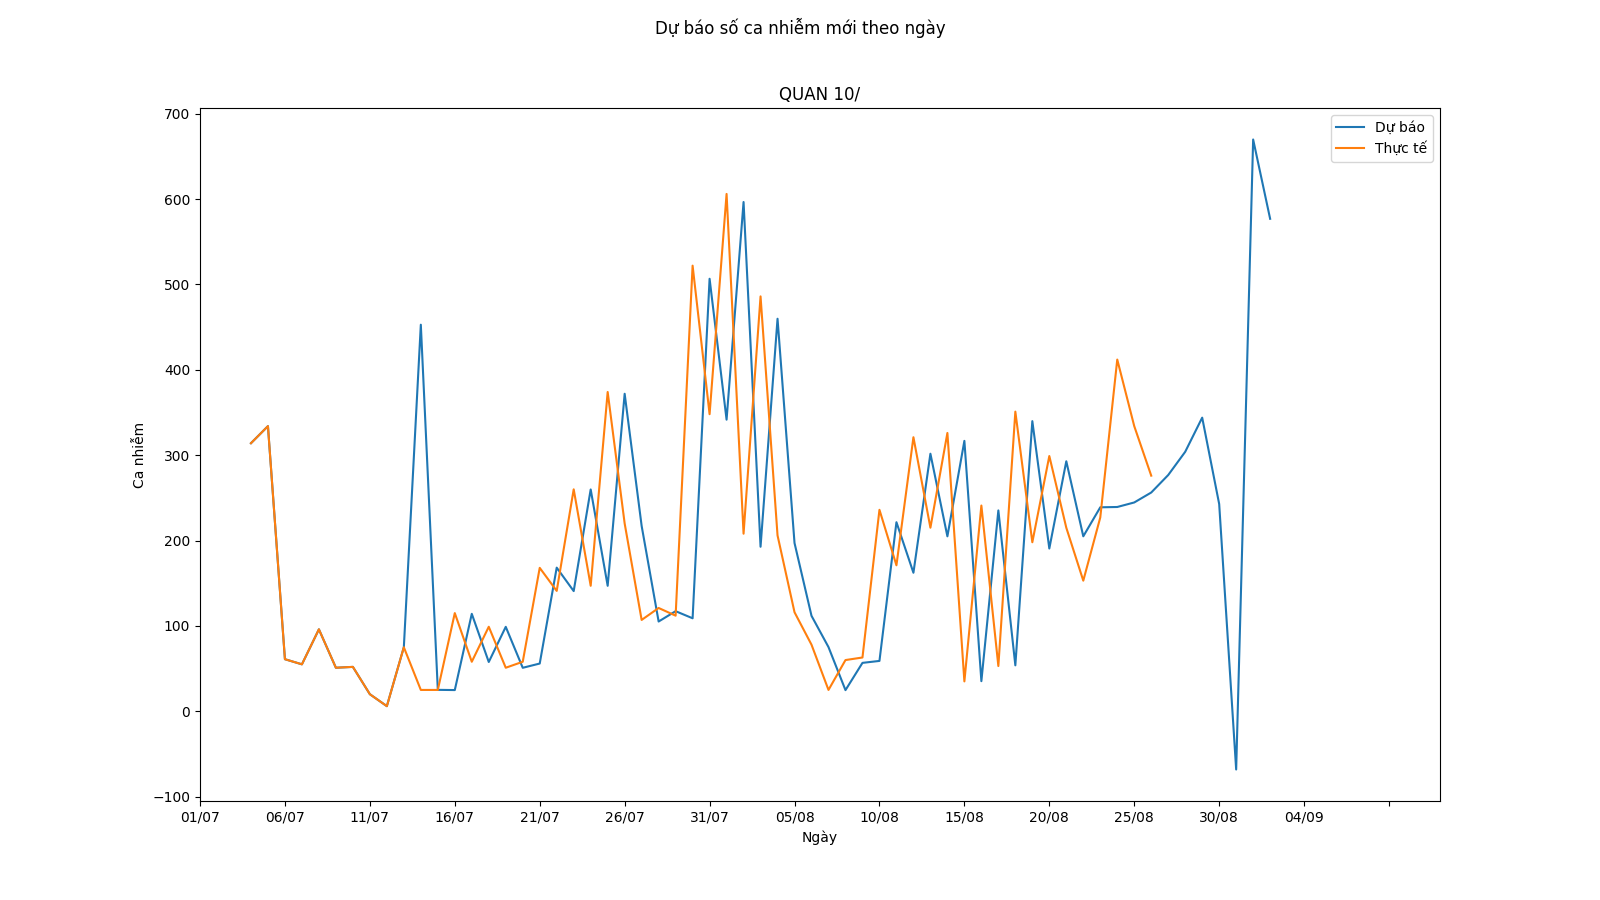 Dự báo số ca nhiễm mới theo ngày
QUAN 10/
Dự báo
Thực tế
700
600
500
400
300
200
100
0
−100
Ca nhiễm
01/07 06/07 11/07 16/07 21/07 26/07 31/07 05/08 10/08 15/08 20/08 25/08 30/08 04/09
Ngày